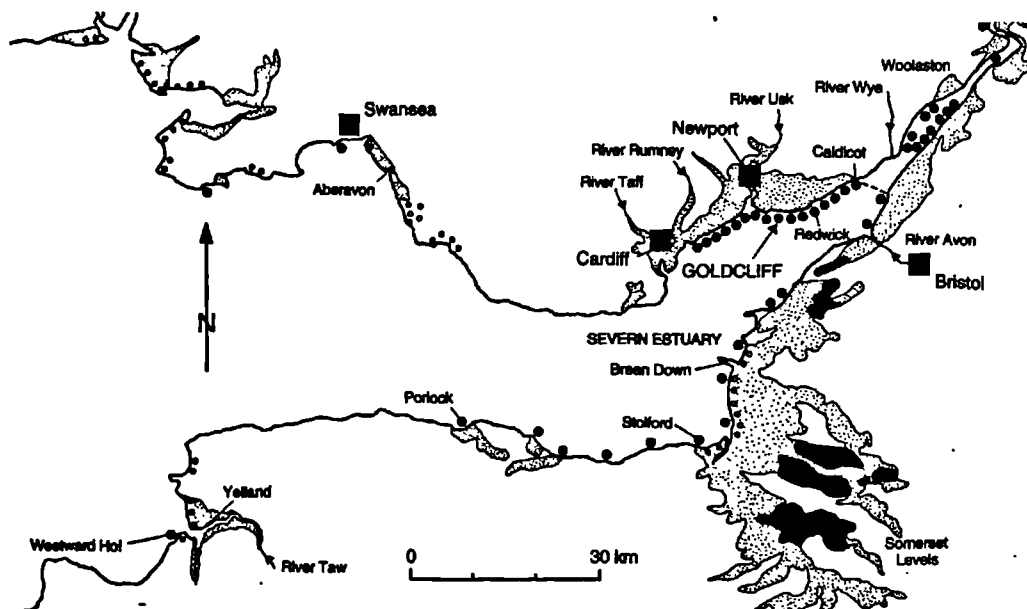 Woolaston
River Wye
River Usk
Swansea
Newport
River Rumney
Caldicot
Aberavon
River Taff
Redwick
River Avon
Cardiff
GOLDCLIFF
Bristol
N
SEVERN ESTUARY
Brean Down
Porlock
Stolford
Yelland
Westward Ho!
Somerset
Levels
River Taw
0 30 km